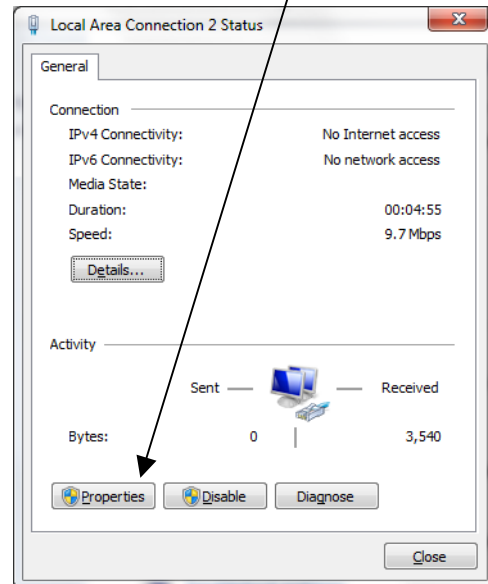 Local Area Connection 2 Status
General
Connection
IPv4 Connectivity: No Internet access
IPv6 Connectivity: No network access
Media State:
Duration: 00:04:55
Speed: 9.7 Mbps
Details...
Activity
Sent Received
Bytes: 0 3,540
Properties Disable Diagnose
Close